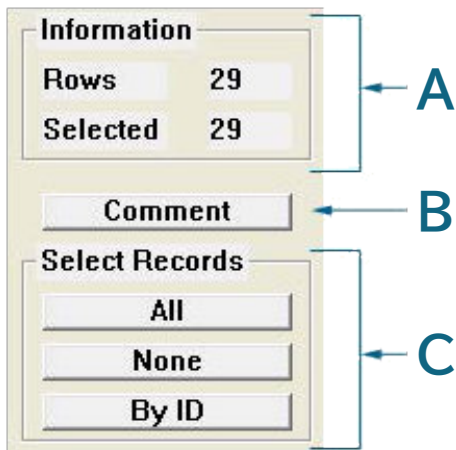 Information
Rows 29
A
Selected 29
Comment
B
Select Records
All
None
C
By ID